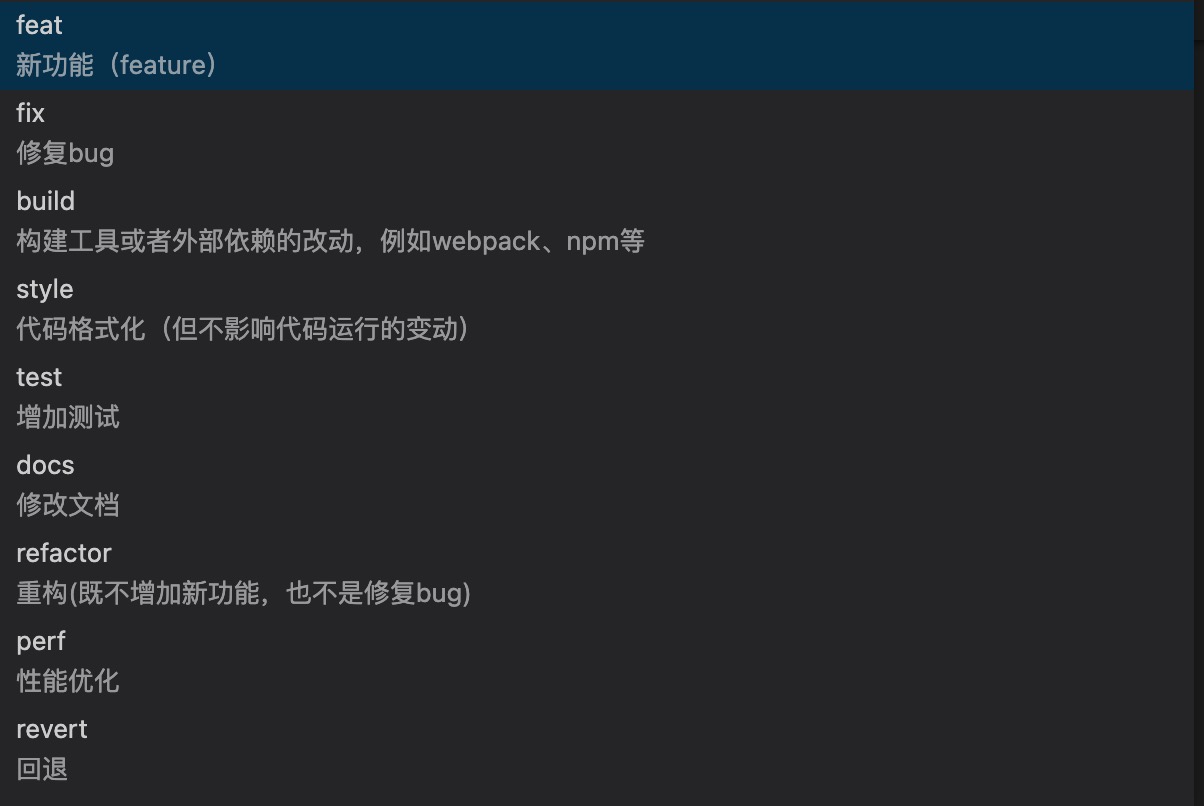 feat
新功能（feature）
fix
修复bug
build
构建工具或者外部依赖的改动，例如webpack、npm等
style
代码格式化（但不影响代码运行的变动）
test
增加测试
docs
修改文档
refactor
重构(既不增加新功能，也不是修复bug)
perf
性能优化
revert
回退